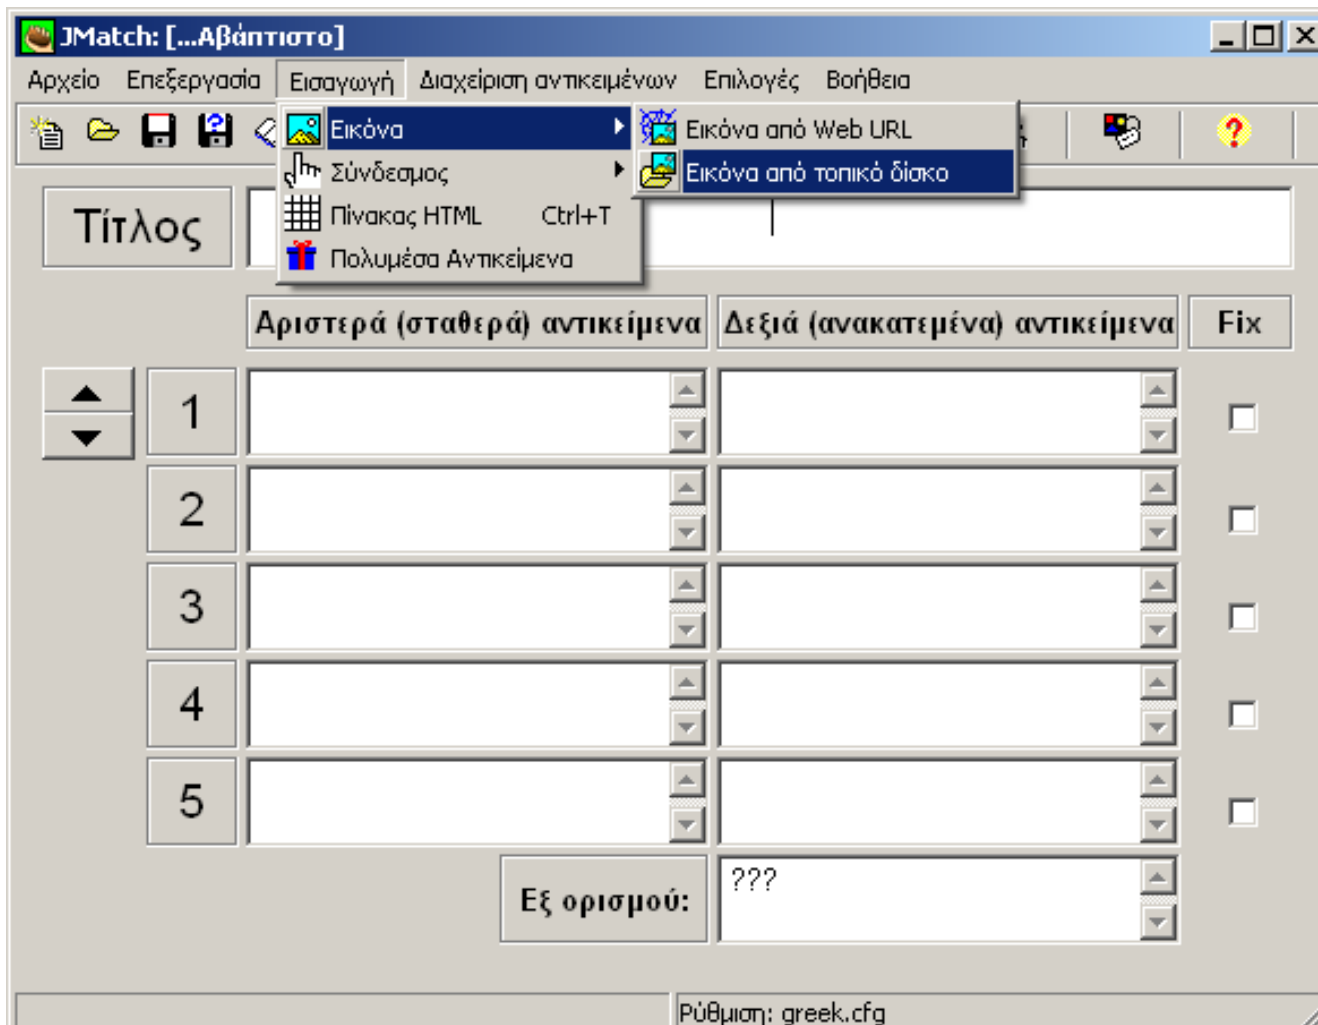 JMatch: [...Αβάπτιστο]
Αρχείο Επεξεργασία Εισαγωγή Διαχείριση αντικειμένων Επιλογές Βοήθεια
Εικόνα
Σύνδεσμος
Πίνακας HTML Ctrl+T
Πολυμέσα Αντικείμενα
Εικόνα από Web URL
Εικόνα από τοπικό δίσκο
Τίτλος
Αριστερά (σταθερά) αντικείμενα Δεξιά (ανακατεμένα) αντικείμενα Fix
1
2
3
4
5
Εξ ορισμού: ???
Ρύθμιση: greek.cfg